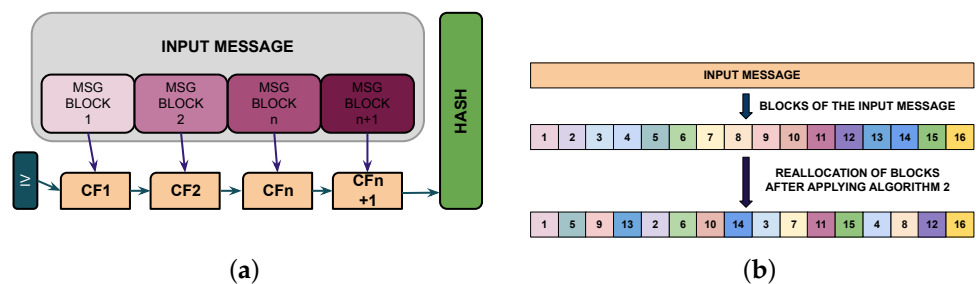 INPUT MESSAGE
MSG
BLOCK
1
MSG
BLOCK
2
MSG
BLOCK
n
MSG
BLOCK
n+1
HASH
IV
CF1
CF2
CFn
CFn
+1
(a)
INPUT MESSAGE
BLOCKS OF THE INPUT MESSAGE
1 2 3 4 5 6 7 8 9 10 11 12 13 14 15 16
REALLOCATION OF BLOCKS
AFTER APPLYING ALGORITHM 2
1 5 9 13 2 6 10 14 3 7 11 15 4 8 12 16
(b)